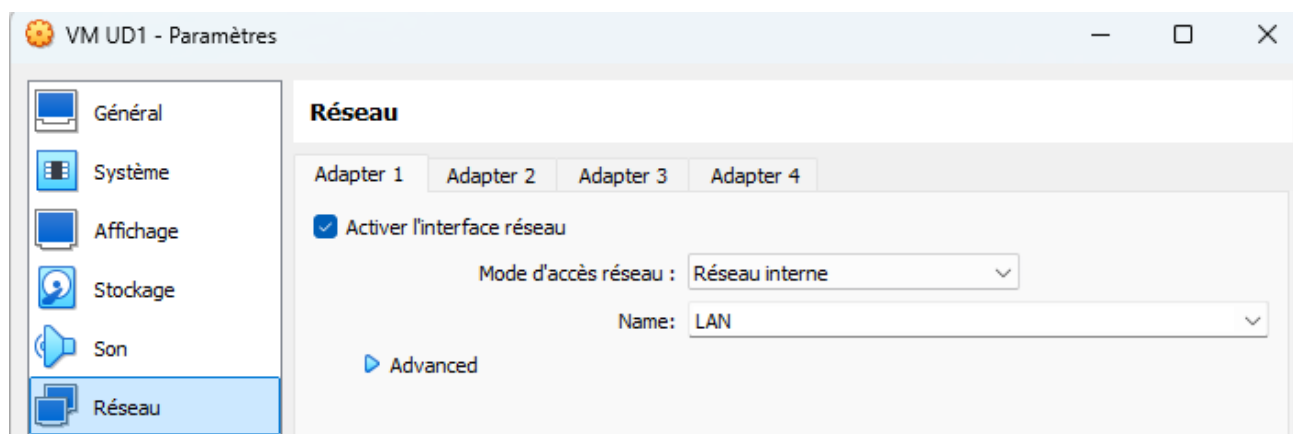 VM UD1 - Paramètres
Général
Système
Affichage
Stockage
Son
Réseau
Réseau
Adapter 1 Adapter 2 Adapter 3 Adapter 4
Activer l'interface réseau
Mode d'accès réseau : Réseau interne
Name: LAN
Advanced